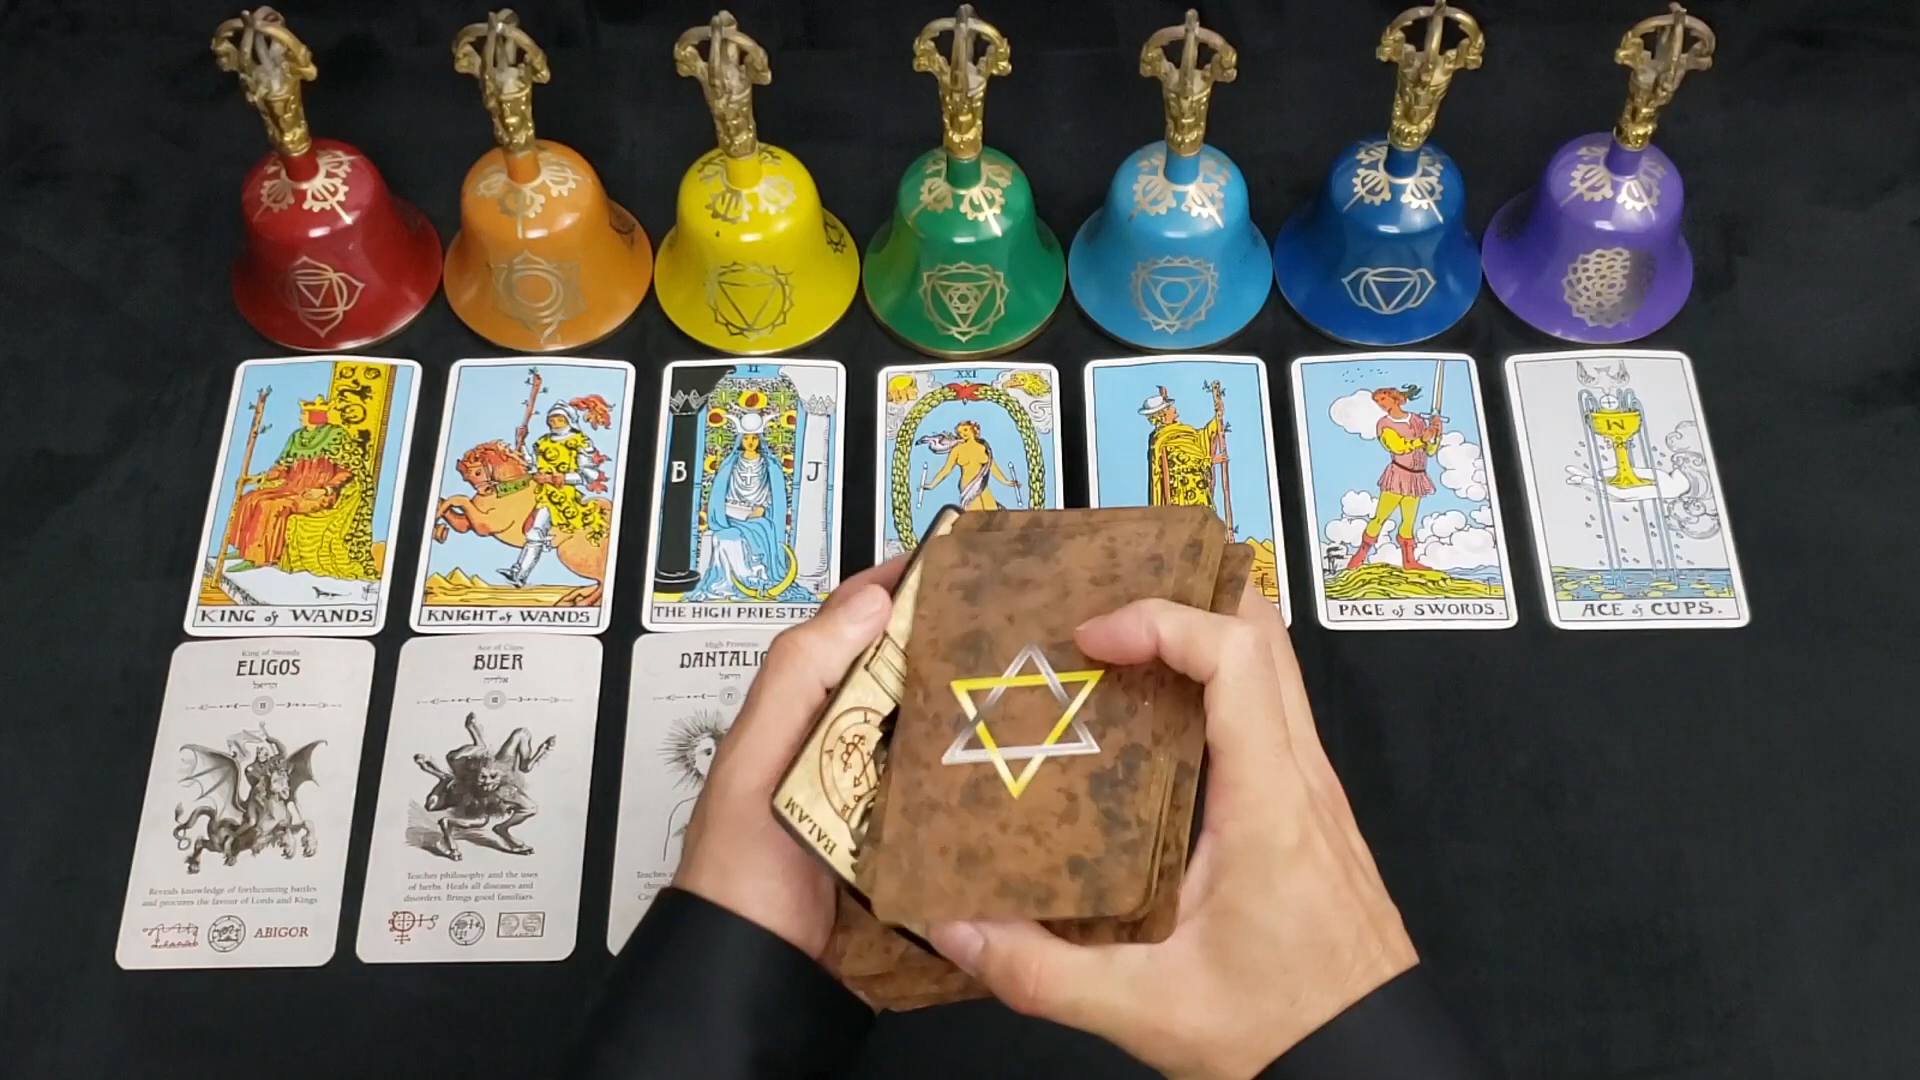 II
XXI
B
J
KING of WANDS
KNIGHT of WANDS
THE HIGH PRIESTES
PAGE of SWORDS.
ACE of CUPS.
King of Swords
ELIGOS
הריאל
Reveals knowledge of forthcoming battles
and procures the favour of Lords and Kings
ABIGOR
Ace of Cups
BUER
אלדיה
Teaches philosophy and the uses
of herbs. Heals all diseases and
disorders. Brings good familiars.
High Priestess
DANTALIO
BALAM